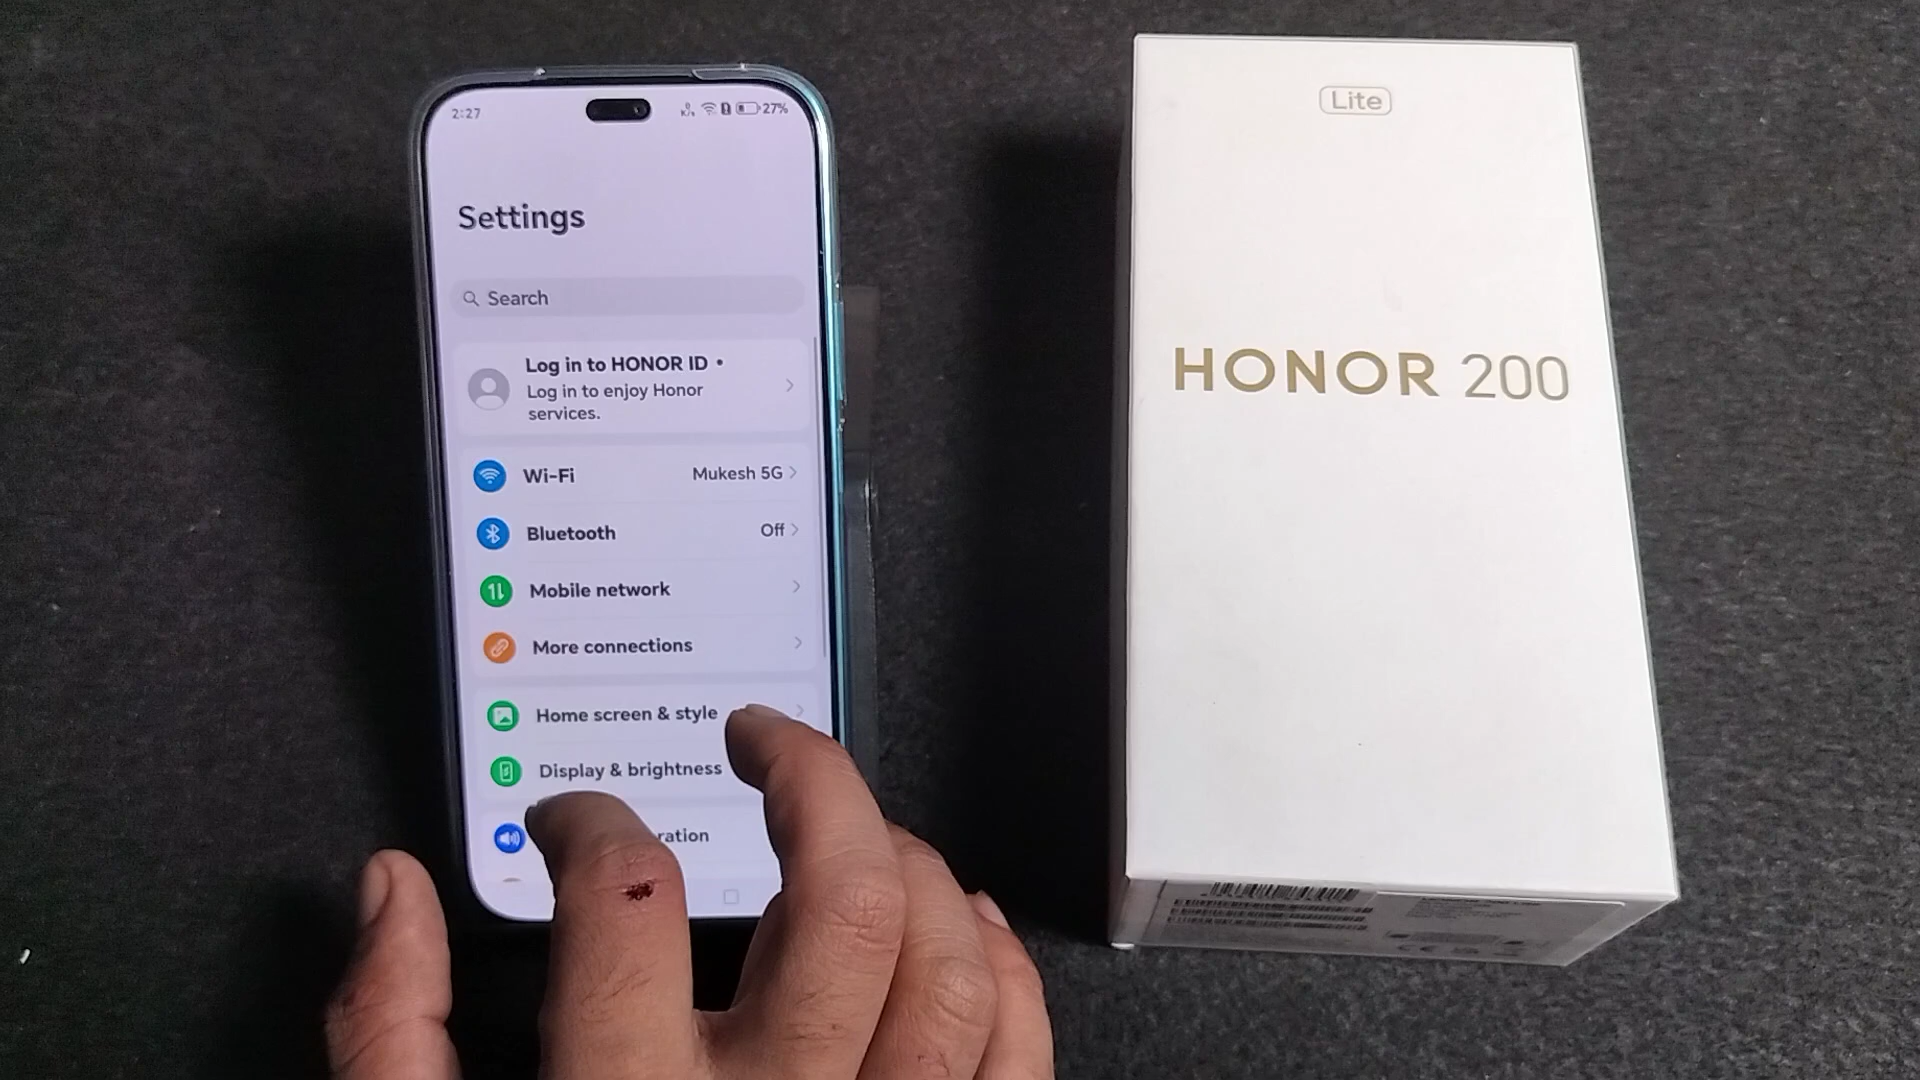 2:27
27%
Settings
Search
Log in to HONOR ID •
Log in to enjoy Honor
services.
Wi-Fi
Mukesh 5G
Bluetooth
Off
Mobile network
More connections
Home screen & style
Display & brightness
ration
Lite
HONOR 200